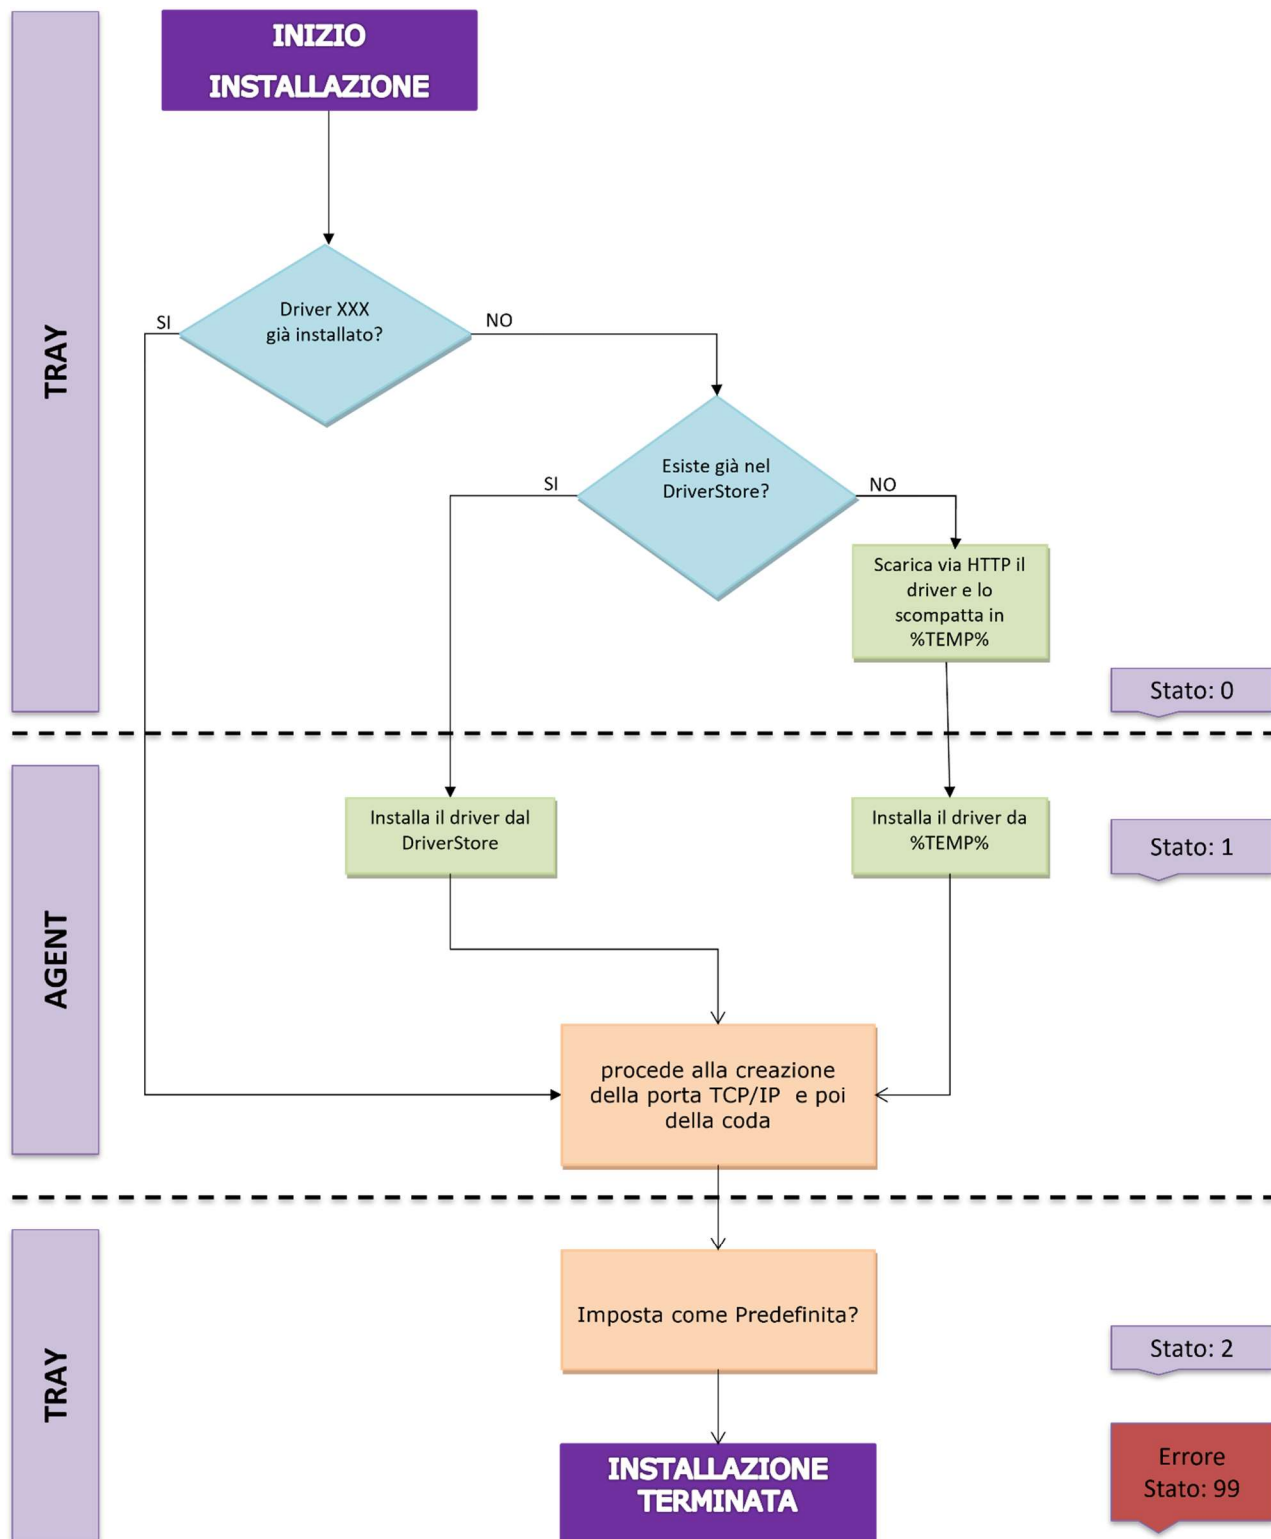 INIZIO
INSTALLAZIONE
TRAY
Driver XXX
già installato?
SI
NO
Esiste già nel
DriverStore?
SI
NO
Scarica via HTTP il
driver e lo
scompatta in
%TEMP%
Stato: 0
AGENT
Installa il driver dal
DriverStore
Installa il driver da
%TEMP%
Stato: 1
procede alla creazione
della porta TCP/IP e poi
della coda
TRAY
Imposta come Predefinita?
Stato: 2
Errore
Stato: 99
INSTALLAZIONE
TERMINATA